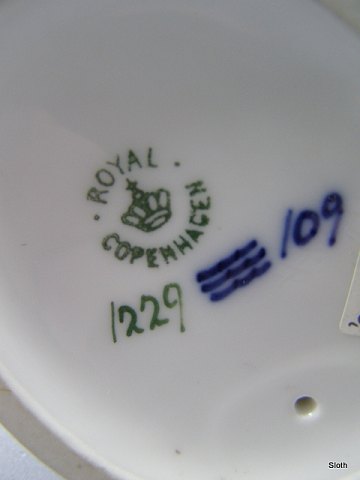 ROYAL
COPENHAGEN
109
1229
Sloth